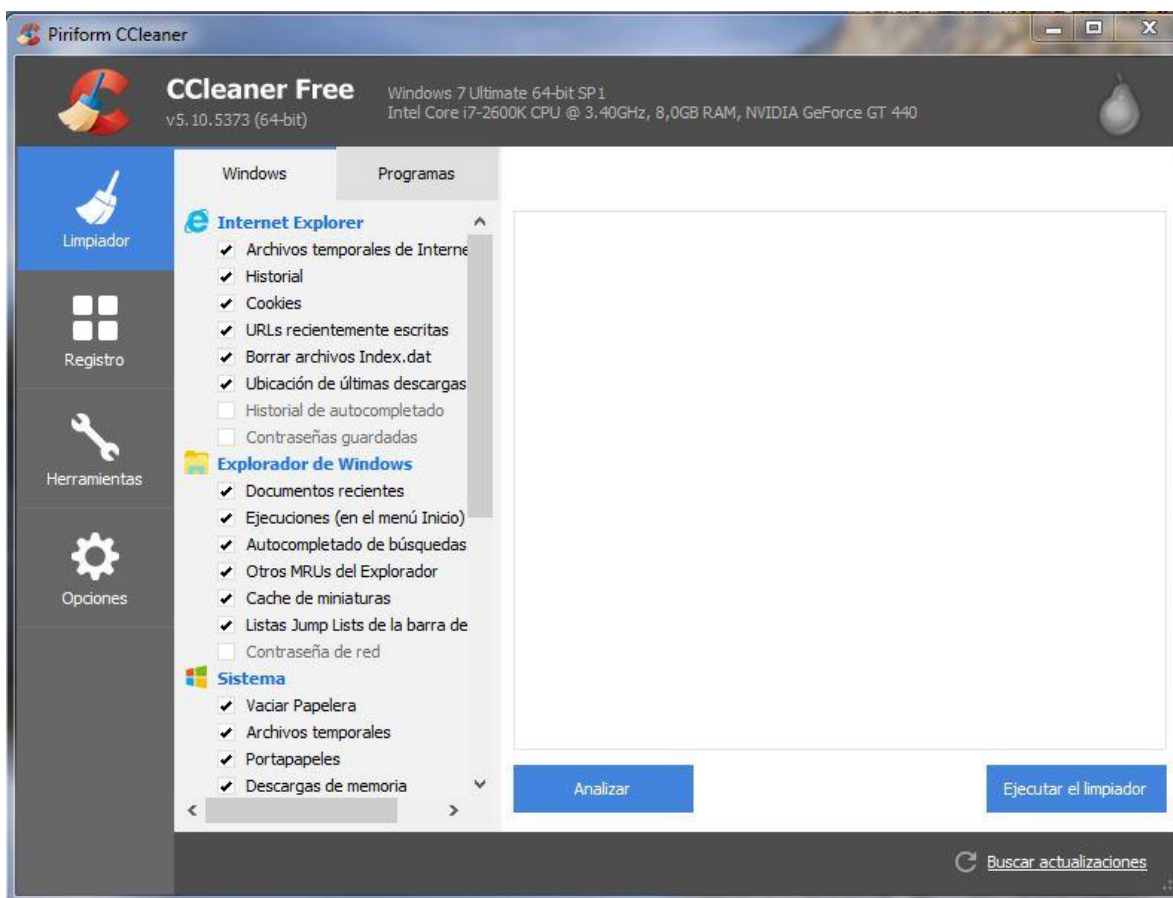 Piriform CCleaner
CCleaner Free
v5.10.5373 (64-bit)
Windows 7 Ultimate 64-bit SP1
Intel Core i7-2600K CPU @ 3.40GHz, 8,0GB RAM, NVIDIA GeForce GT 440
Limpiador
Registro
Herramientas
Opciones
Windows
Programas
Internet Explorer
Archivos temporales de Interne
Historial
Cookies
URLs recientemente escritas
Borrar archivos Index.dat
Ubicación de últimas descargas
Historial de autocompletado
Contraseñas guardadas
Explorador de Windows
Documentos recientes
Ejecuciones (en el menú Inicio)
Autocompletado de búsquedas
Otros MRUs del Explorador
Cache de miniaturas
Listas Jump Lists de la barra de
Contraseña de red
Sistema
Vaciar Papelera
Archivos temporales
Portapapeles
Descargas de memoria
Analizar
Ejecutar el limpiador
Buscar actualizaciones